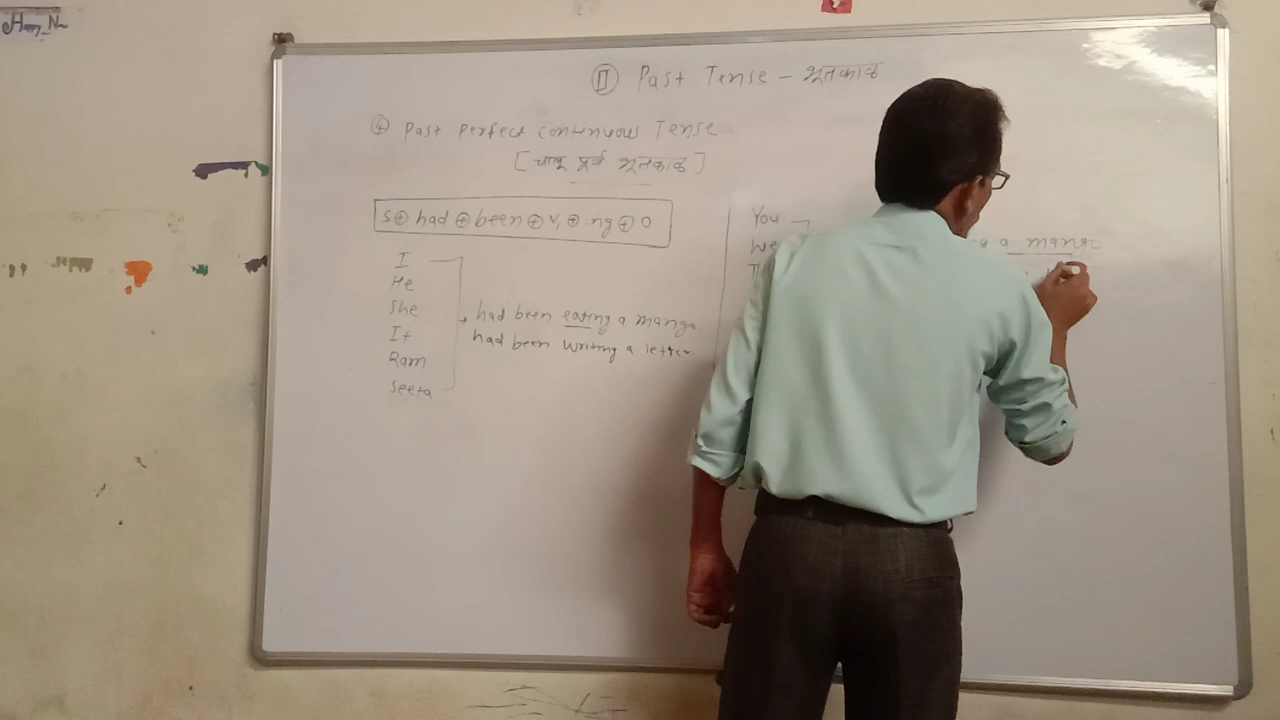 II Past Tense - भूतकाळ
4 Past Perfect Continuous Tense
[चालू पूर्ण भूतकाळ]
S + had + been + V1 + ing + O
I
He
She
It
Ram
Seeta
had been eating a mango.
had been writing a letter
You
We
a mango